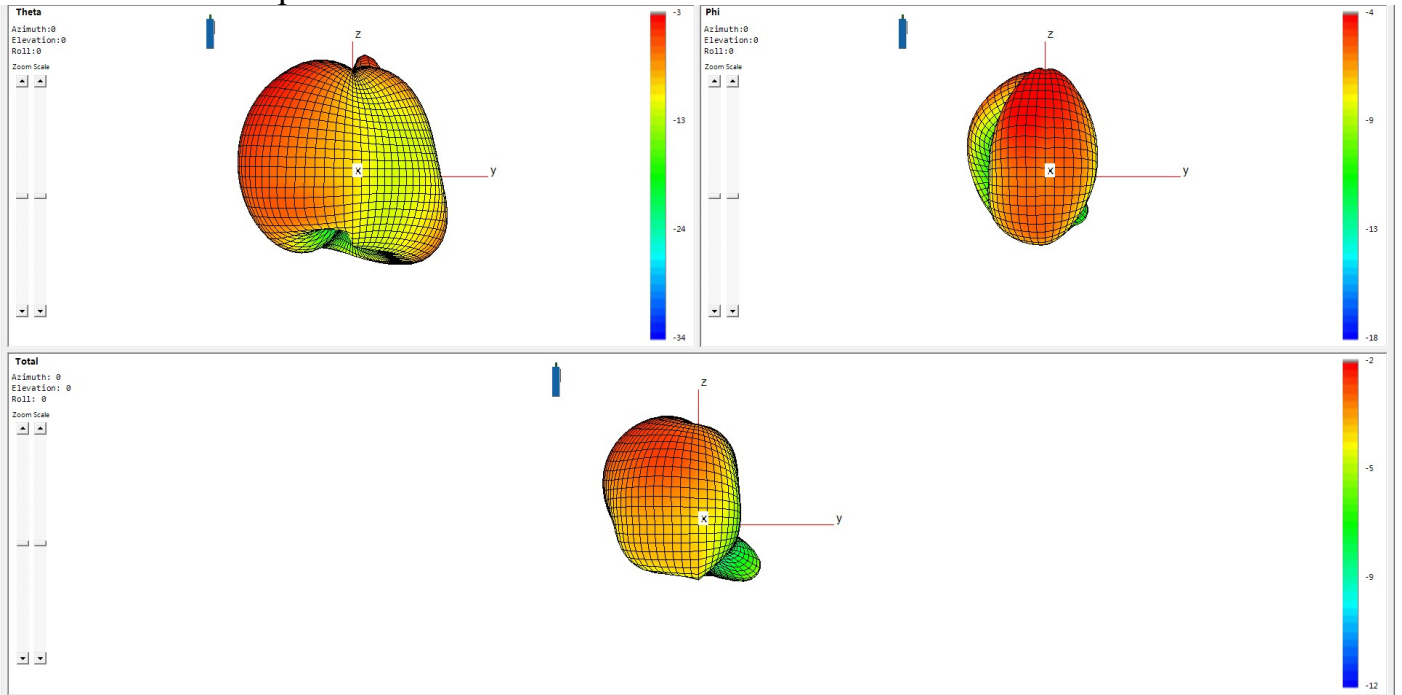 Theta
Azimuth:0
Elevation:0
Roll:0
Zoom Scale
z
x
y
-3
-13
-24
-34
Phi
Azimuth:0
Elevation:0
Roll:0
Zoom Scale
z
x
y
-4
-9
-13
-18
Total
Azimuth: 0
Elevation: 0
Roll: 0
Zoom Scale
z
x
y
-2
-5
-9
-12